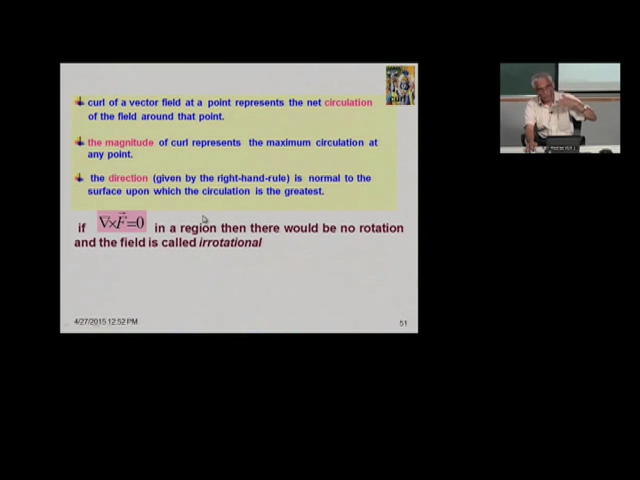 curl
curl of a vector field at a point represents the net circulation
of the field around that point.
the magnitude of curl represents the maximum circulation at
any point.
the direction (given by the right-hand-rule) is normal to the
surface upon which the circulation is the greatest.
if ∇×F⃗=0 in a region then there would be no rotation
and the field is called irrotational
4/27/2015 12:52 PM
51